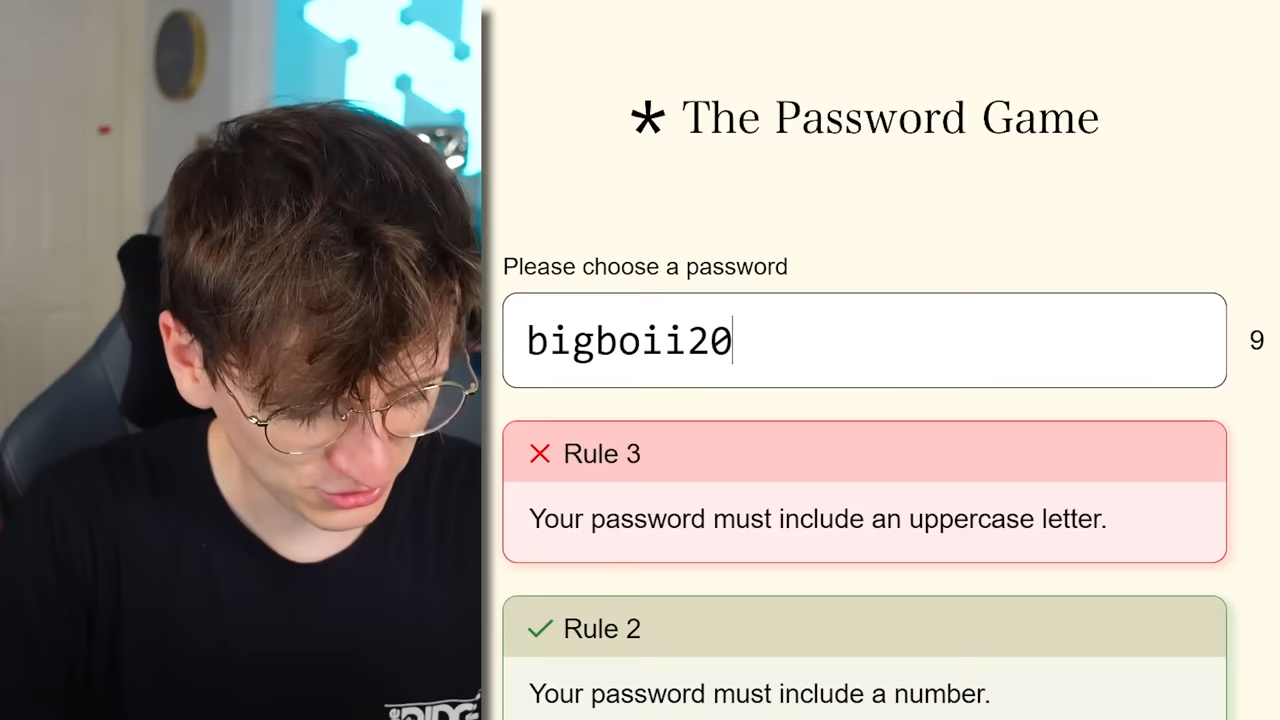 * The Password Game
Please choose a password
bigboii20
9
Rule 3
Your password must include an uppercase letter.
Rule 2
Your password must include a number.